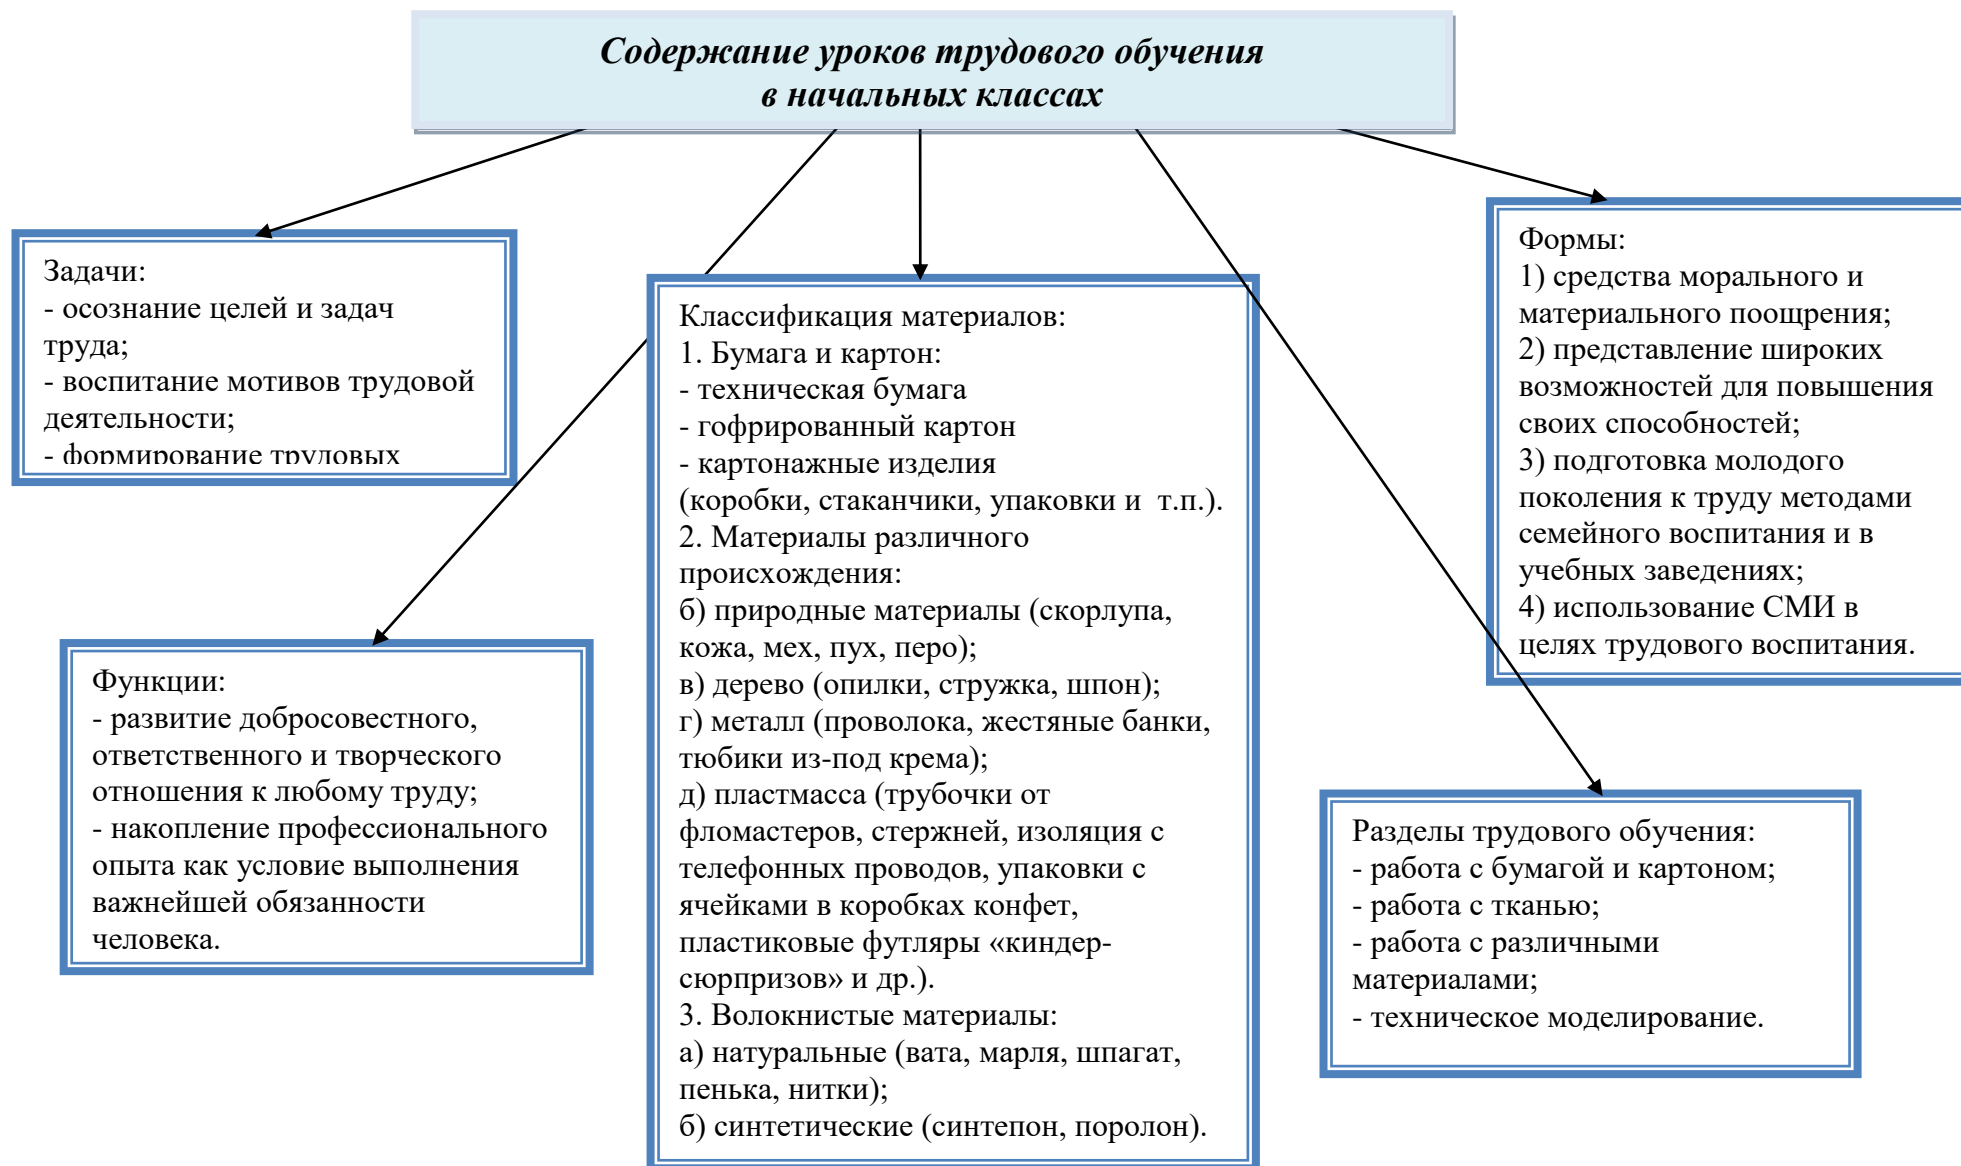 Содержание уроков трудового обучения
в начальных классах
Задачи:
- осознание целей и задач
труда;
- воспитание мотивов трудовой
деятельности;
- формирование трудовых
Функции:
- развитие добросовестного,
ответственного и творческого
отношения к любому труду;
- накопление профессионального
опыта как условие выполнения
важнейшей обязанности
человека.
Классификация материалов:
1. Бумага и картон:
- техническая бумага
- гофрированный картон
- картонажные изделия
(коробки, стаканчики, упаковки и  т.п.).
2. Материалы различного
происхождения:
б) природные материалы (скорлупа,
кожа, мех, пух, перо);
в) дерево (опилки, стружка, шпон);
г) металл (проволока, жестяные банки,
тюбики из-под крема);
д) пластмасса (трубочки от
фломастеров, стержней, изоляция с
телефонных проводов, упаковки с
ячейками в коробках конфет,
пластиковые футляры «киндер-
сюрпризов» и др.).
3. Волокнистые материалы:
а) натуральные (вата, марля, шпагат,
пенька, нитки);
б) синтетические (синтепон, поролон).
Формы:
1) средства морального и
материального поощрения;
2) представление широких
возможностей для повышения
своих способностей;
3) подготовка молодого
поколения к труду методами
семейного воспитания и в
учебных заведениях;
4) использование СМИ в
целях трудового воспитания.
Разделы трудового обучения:
- работа с бумагой и картоном;
- работа с тканью;
- работа с различными
материалами;
- техническое моделирование.